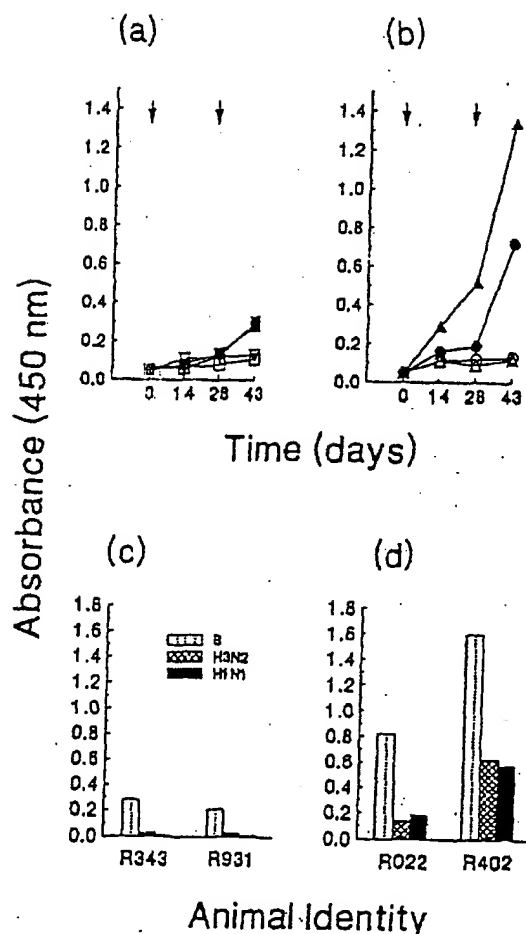 (a) (b)
1.4 1.4
1.2 1.2
1.0 1.0
0.8 0.8
0.6 0.6
0.4 0.4
0.2 0.2
0.0 0.0
0 14 28 43 0 14 28 43
Time (days)
Absorbance (450 nm)
(c) (d)
1.8 1.8
1.6 1.6
1.4 1.4
1.2 1.2
1.0 1.0
0.8 0.8
0.6 0.6
0.4 0.4
0.2 0.2
0.0 0.0
B
H3N2
H1N1
R343 R931 R022 R402
Animal Identity